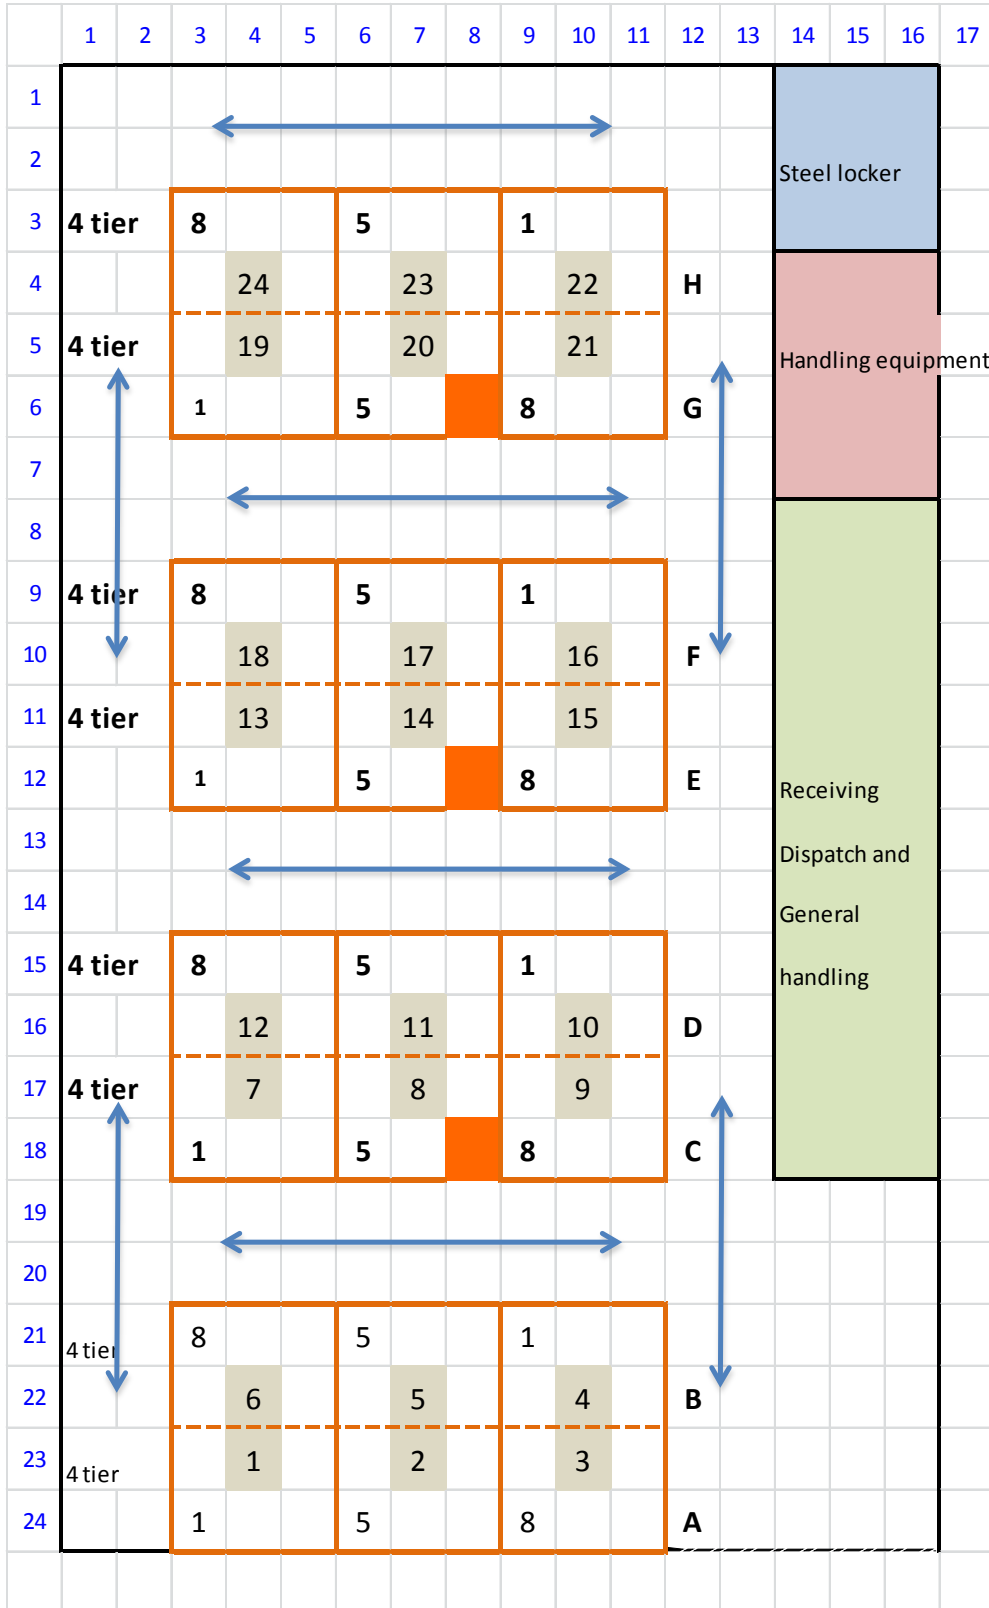 1 2 3 4 5 6 7 8 9 10 11 12 13 14 15 16 17
1
2 Steel locker
3 4 tier 8 5 1
4 24 23 22 H
5 4 tier 19 20 21 Handling equipment
6 1 5 8 G
7
8
9 4 tier 8 5 1
10 18 17 16 F
11 4 tier 13 14 15
12 1 5 8 E Receiving
13 Dispatch and
14 General
15 4 tier 8 5 1 handling
16 12 11 10 D
17 4 tier 7 8 9
18 1 5 8 C
19
20
21 4 tier 8 5 1
22 6 5 4 B
23 4 tier 1 2 3
24 1 5 8 A